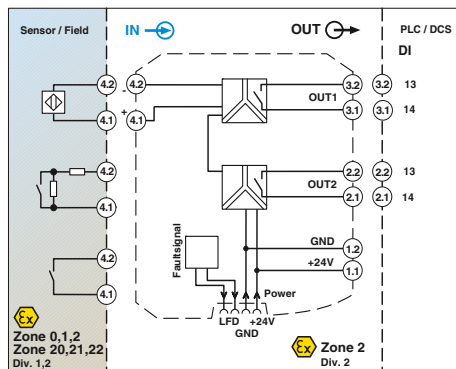 Sensor / Field
IN
OUT
PLC / DCS
DI
4.2
-
4.2
3.2
3.2
13
4.1
+
4.1
OUT1
3.1
3.1
14
4.2
2.2
2.2
13
OUT2
4.1
2.1
2.1
14
4.2
Faultsignal
GND
1.2
+24V
1.1
4.1
Power
LFD
+24V
GND
Ex
Zone 0,1,2
Zone 20,21,22
Div. 1,2
Ex
Zone 2
Div. 2